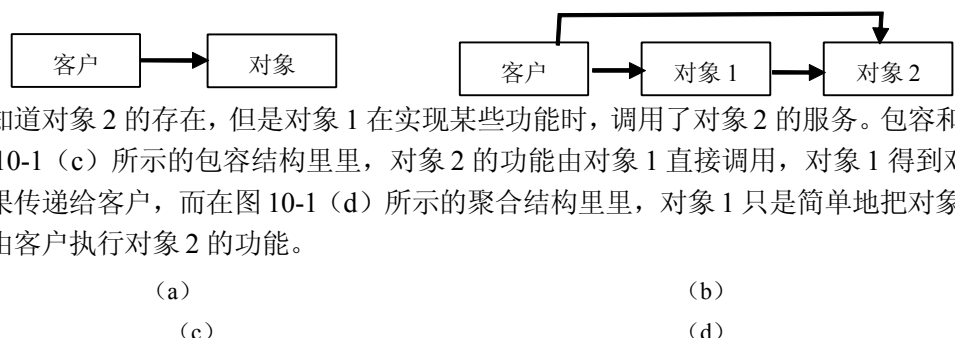 客户 对象 客户 对象 1 对象 2
知道对象 2 的存在，但是对象 1 在实现某些功能时，调用了对象 2 的服务。包容和
10-1（c）所示的包容结构里里，对象 2 的功能由对象 1 直接调用，对象 1 得到对
果传递给客户，而在图 10-1（d）所示的聚合结构里里，对象 1 只是简单地把对象
由客户执行对象 2 的功能。
（a） （b）
（c） （d）